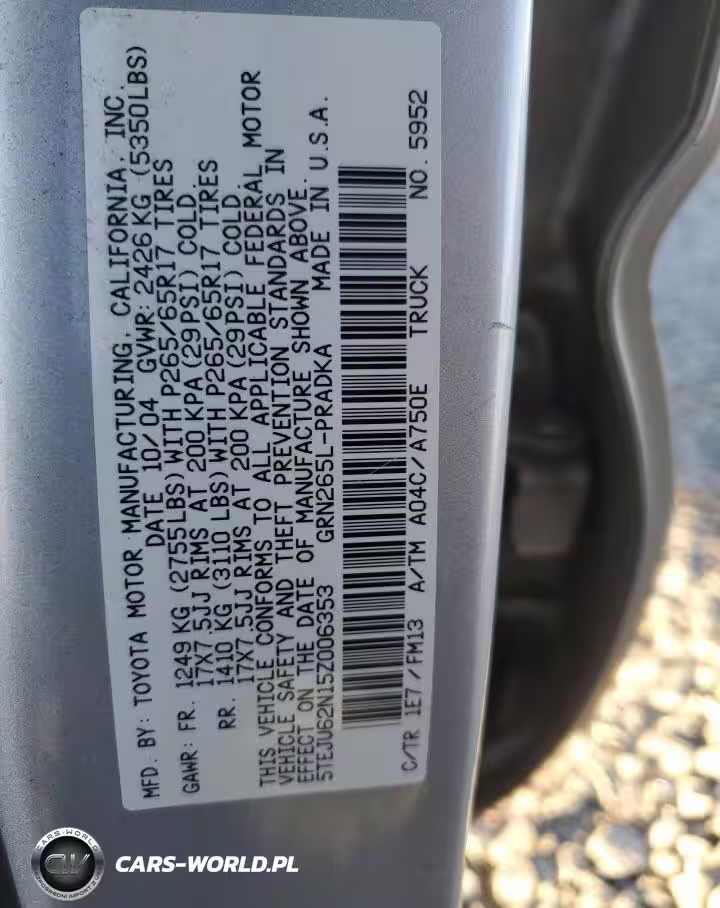 MFD. BY: TOYOTA MOTOR MANUFACTURING, CALIFORNIA, INC.
DATE 10/04 GVWR: 2426 KG (5350LBS)
GAWR: FR. 1249 KG (2755LBS) WITH P265/65R17 TIRES
17X7.5JJ RIMS AT 200 KPA (29PSI) COLD.
RR. 1410 KG (3110 LBS) WITH P265/65R17 TIRES
17X7.5JJ RIMS AT 200 KPA (29PSI) COLD.
THIS VEHICLE CONFORMS TO ALL APPLICABLE FEDERAL MOTOR
VEHICLE SAFETY AND THEFT PREVENTION STANDARDS IN
EFFECT ON THE DATE OF MANUFACTURE SHOWN ABOVE.
5TEJU62N15Z006353 GRN265L-PRADKA MADE IN U.S.A.
C/TR 1E7/FM13 A/TM A04C/A750E TRUCK NO. 5952
CARS-WORLD
CW
CARS-WORLD.PL